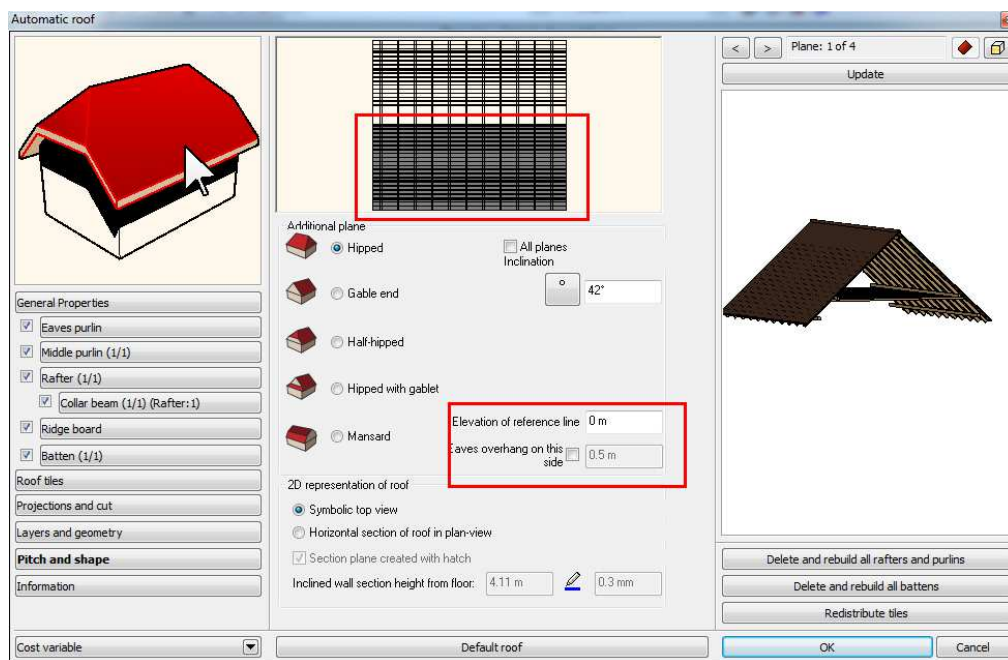 Automatic roof
< > Plane: 1 of 4
Update
General Properties
Eaves purlin
Middle purlin (1/1)
Rafter (1/1)
Collar beam (1/1) (Rafter:1)
Ridge board
Batten (1/1)
Roof tiles
Projections and cut
Layers and geometry
Pitch and shape
Information
Cost variable
Additional plane
Hipped
All planes
Inclination
° 42°
Gable end
Half-hipped
Hipped with gablet
Mansard
Elevation of reference line 0 m
Eaves overhang on this
side 0.5 m
2D representation of roof
Symbolic top view
Horizontal section of roof in plan-view
Section plane created with hatch
Inclined wall section height from floor: 4.11 m 0.3 mm
Default roof
Delete and rebuild all rafters and purlins
Delete and rebuild all battens
Redistribute tiles
OK Cancel